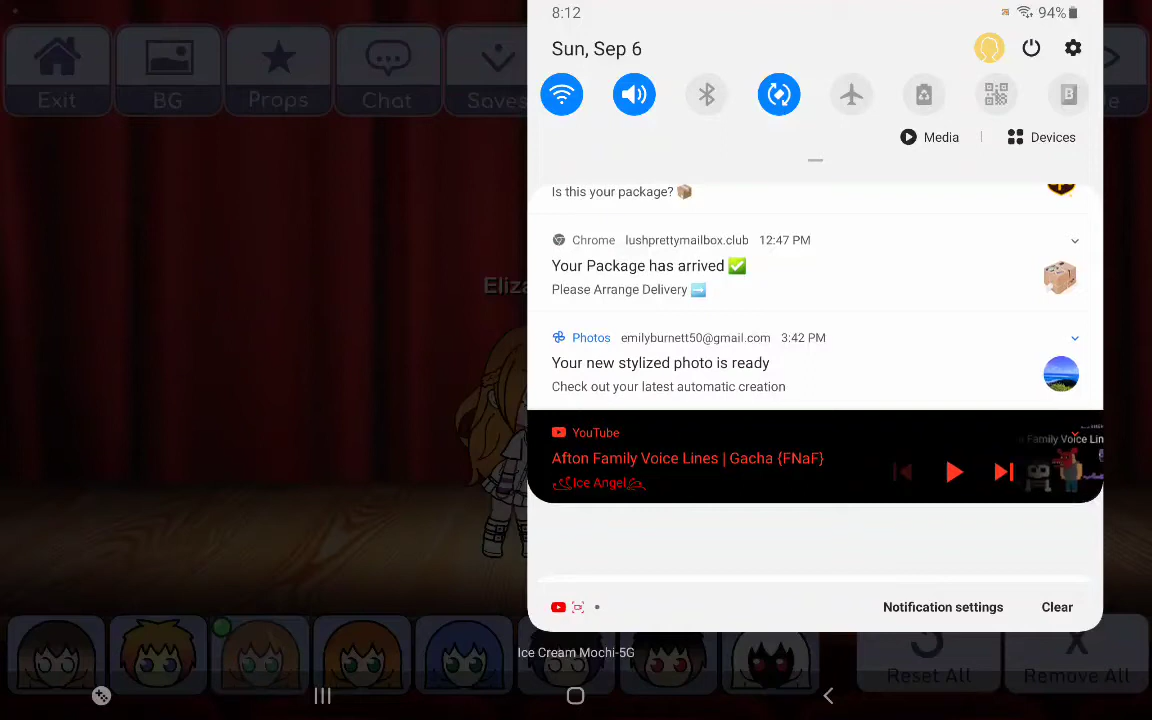 8:12
94%
Sun, Sep 6
Exit
BG
Props
Chat
Saves
Media | Devices
Is this your package? 📦
Chrome lushprettymailbox.club 12:47 PM
Your Package has arrived ✅
Please Arrange Delivery ➡️
Eliza
Photos emilyburnett50@gmail.com 3:42 PM
Your new stylized photo is ready
Check out your latest automatic creation
YouTube
Afton Family Voice Lines | Gacha {FNaF}
Ice Angel
Family Voice Lin
Notification settings
Clear
Ice Cream Mochi-5G
Reset All
Remove All